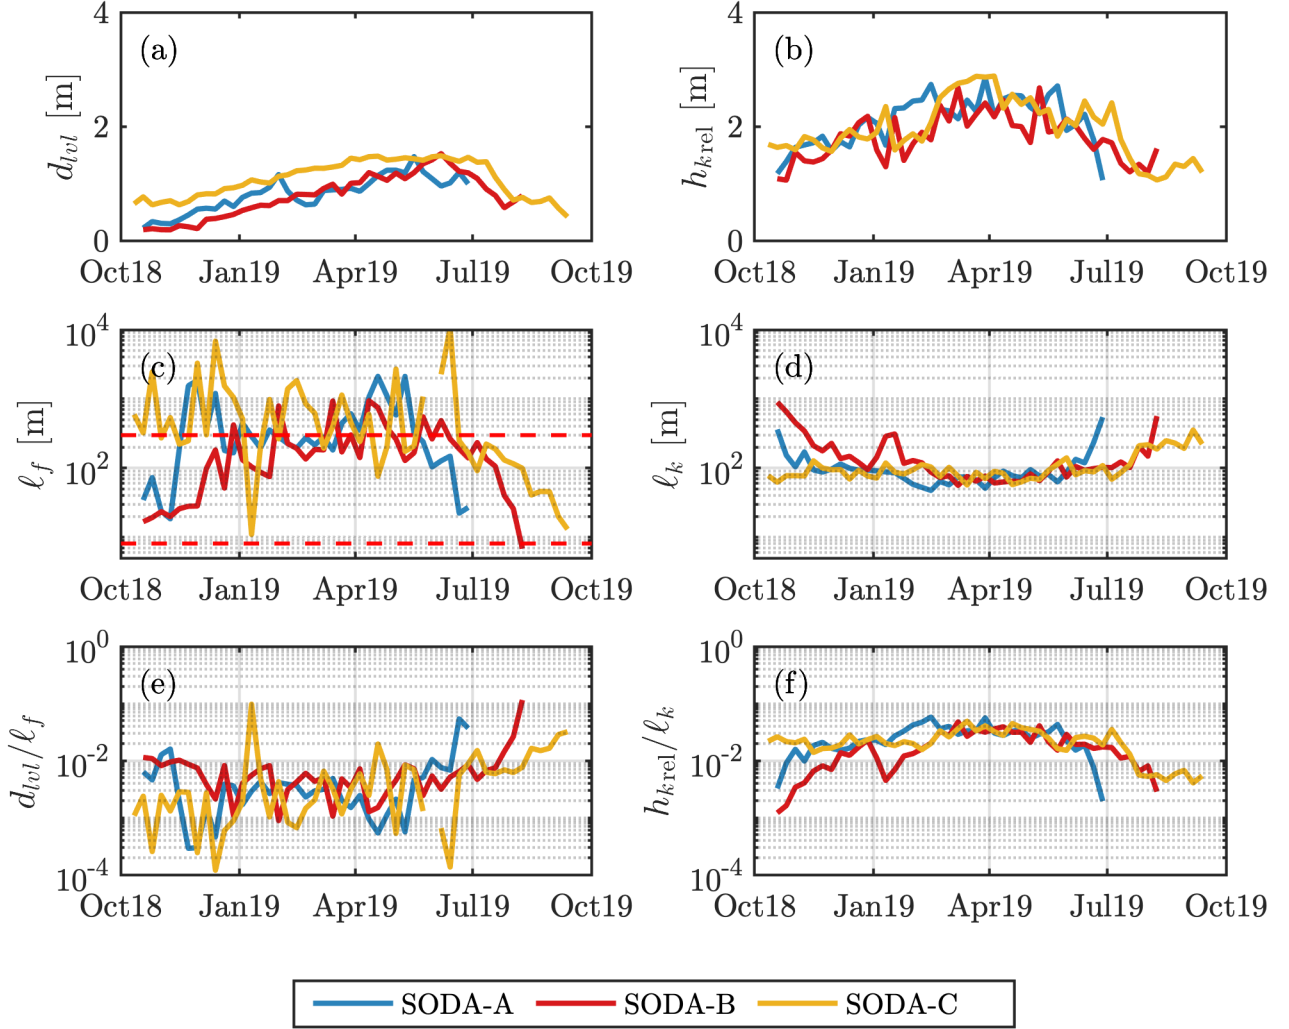 (a)
d_{lvl} [m]
4
2
0
Oct18 Jan19 Apr19 Jul19 Oct19
(b)
h_{k rel} [m]
4
2
0
Oct18 Jan19 Apr19 Jul19 Oct19
(c)
ℓ_f [m]
10^4
10^2
Oct18 Jan19 Apr19 Jul19 Oct19
(d)
ℓ_k [m]
10^4
10^2
Oct18 Jan19 Apr19 Jul19 Oct19
(e)
d_{lvl}/ℓ_f
10^0
10^{-2}
10^{-4}
Oct18 Jan19 Apr19 Jul19 Oct19
(f)
h_{k rel}/ℓ_k
10^0
10^{-2}
10^{-4}
Oct18 Jan19 Apr19 Jul19 Oct19
SODA-A SODA-B SODA-C